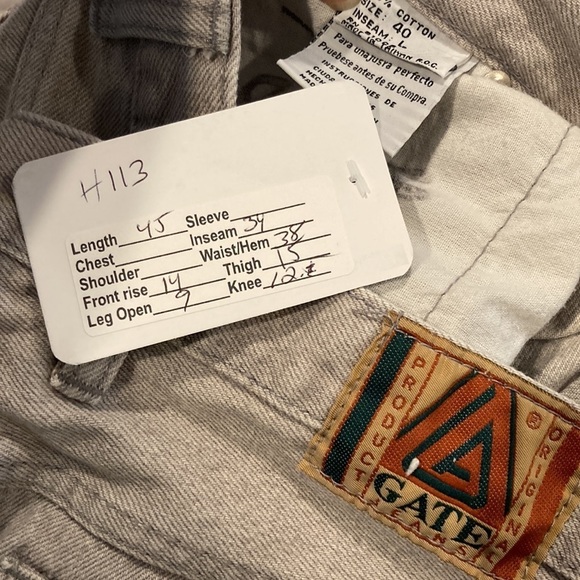 % COTTON
SIZE: 40
INSEAM: L
Para una justa perfecto
Pruebese antes de su Compra.
INSTRUCCIONES DE
H113
Length 45 Sleeve
Chest Inseam 34
Shoulder Waist/Hem 38
Front rise 14 Thigh 15
Leg Open 9 Knee 12.
PRODUCT
ORIGINAL
®
GATE
JEANS